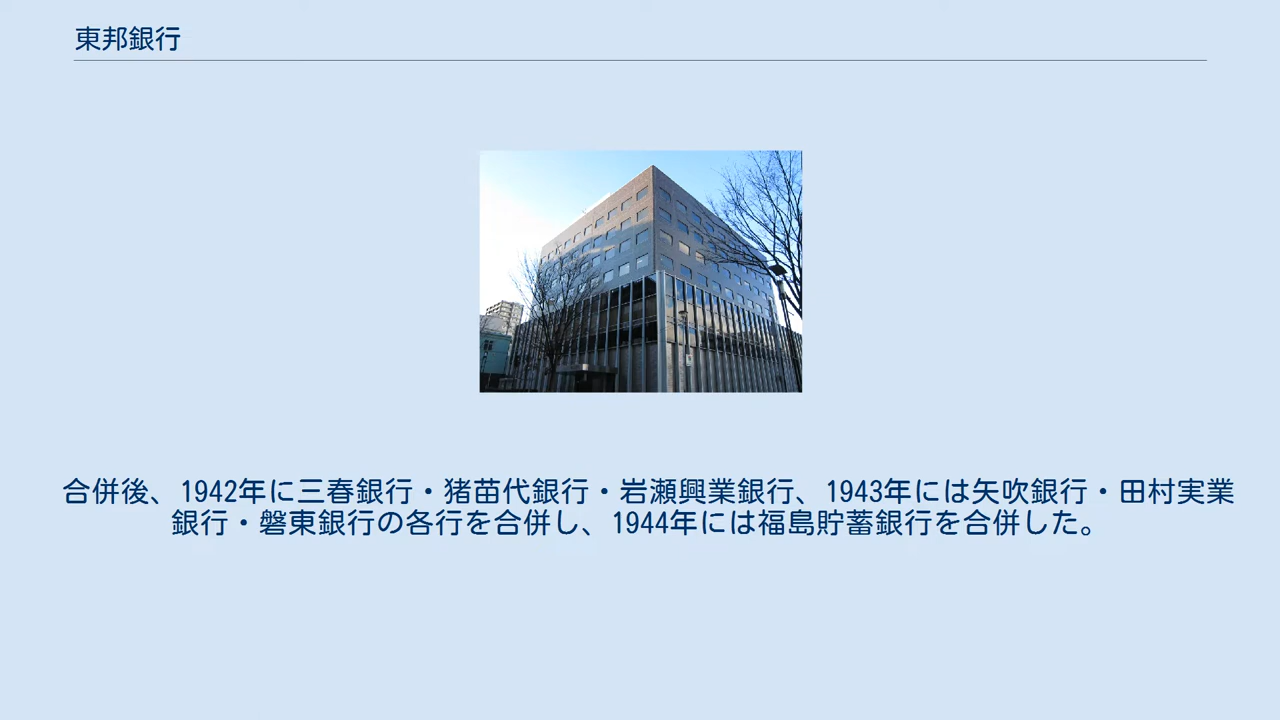 東邦銀行
合併後、1942年に三春銀行・猪苗代銀行・岩瀬興業銀行、1943年には矢吹銀行・田村実業
銀行・磐東銀行の各行を合併し、1944年には福島貯蓄銀行を合併した。